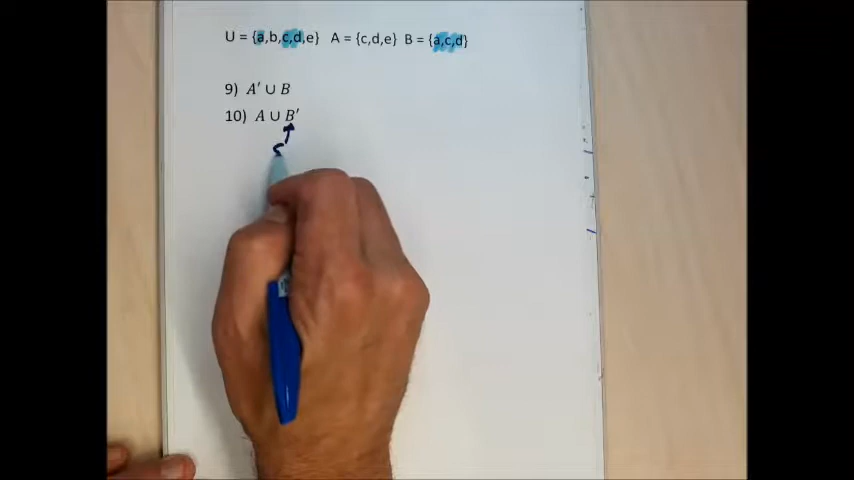 U = {a,b,c,d,e} A = {c,d,e} B = {a,c,d}
9) A′ ∪ B
10) A ∪ B′